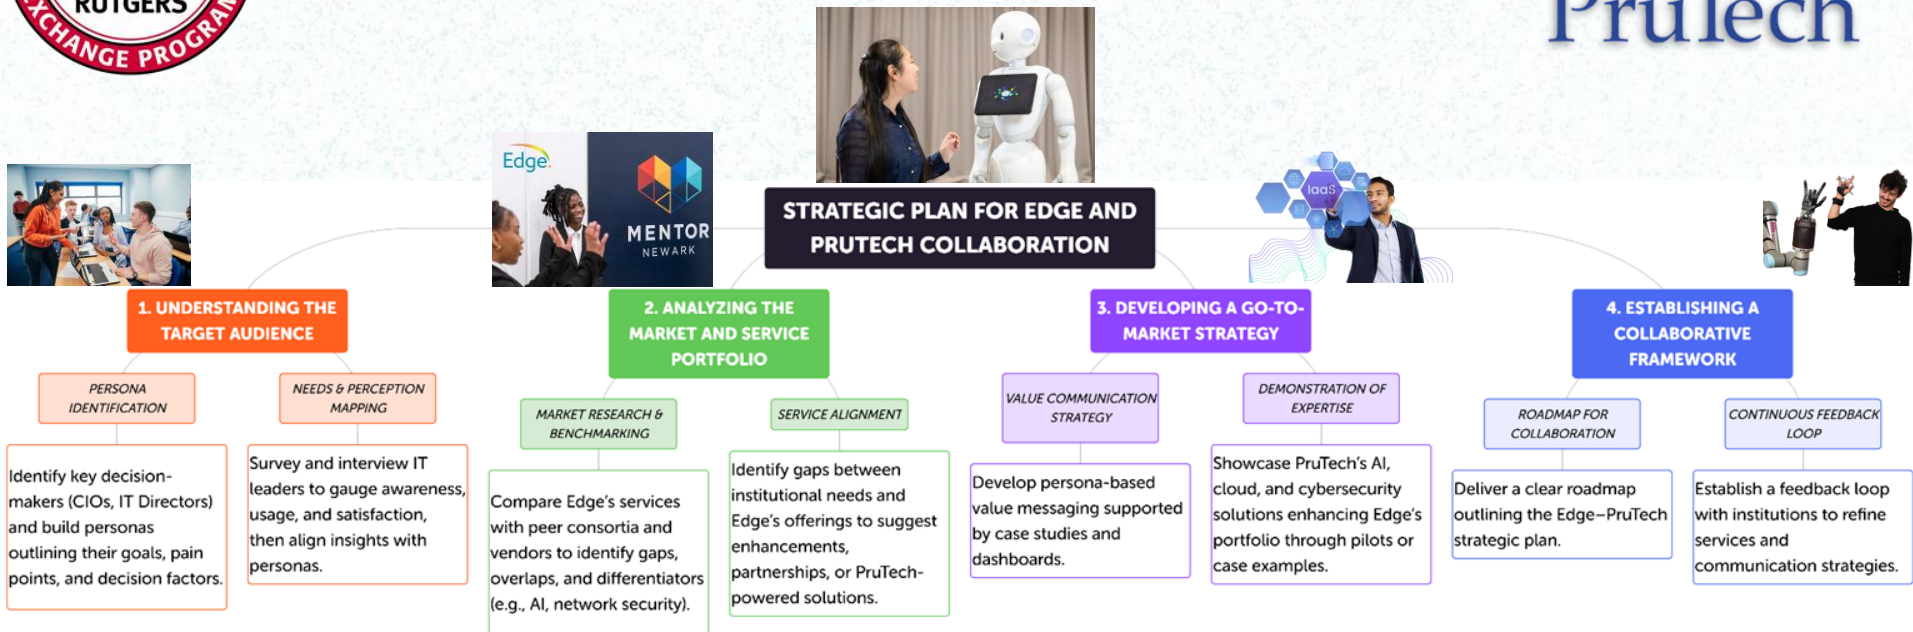 RUTGERS
EXCHANGE PROGRAM
PruTech
Edge
MENTOR
NEWARK
IaaS
STRATEGIC PLAN FOR EDGE AND
PRUTECH COLLABORATION
1. UNDERSTANDING THE
TARGET AUDIENCE
PERSONA
IDENTIFICATION
Identify key decision-
makers (CIOs, IT Directors)
and build personas
outlining their goals, pain
points, and decision factors.
NEEDS & PERCEPTION
MAPPING
Survey and interview IT
leaders to gauge awareness,
usage, and satisfaction,
then align insights with
personas.
2. ANALYZING THE
MARKET AND SERVICE
PORTFOLIO
MARKET RESEARCH &
BENCHMARKING
Compare Edge's services
with peer consortia and
vendors to identify gaps,
overlaps, and differentiators
(e.g., AI, network security).
SERVICE ALIGNMENT
Identify gaps between
institutional needs and
Edge's offerings to suggest
enhancements,
partnerships, or PruTech-
powered solutions.
3. DEVELOPING A GO-TO-
MARKET STRATEGY
VALUE COMMUNICATION
STRATEGY
Develop persona-based
value messaging supported
by case studies and
dashboards.
DEMONSTRATION OF
EXPERTISE
Showcase PruTech's AI,
cloud, and cybersecurity
solutions enhancing Edge's
portfolio through pilots or
case examples.
4. ESTABLISHING A
COLLABORATIVE
FRAMEWORK
ROADMAP FOR
COLLABORATION
Deliver a clear roadmap
outlining the Edge–PruTech
strategic plan.
CONTINUOUS FEEDBACK
LOOP
Establish a feedback loop
with institutions to refine
services and
communication strategies.